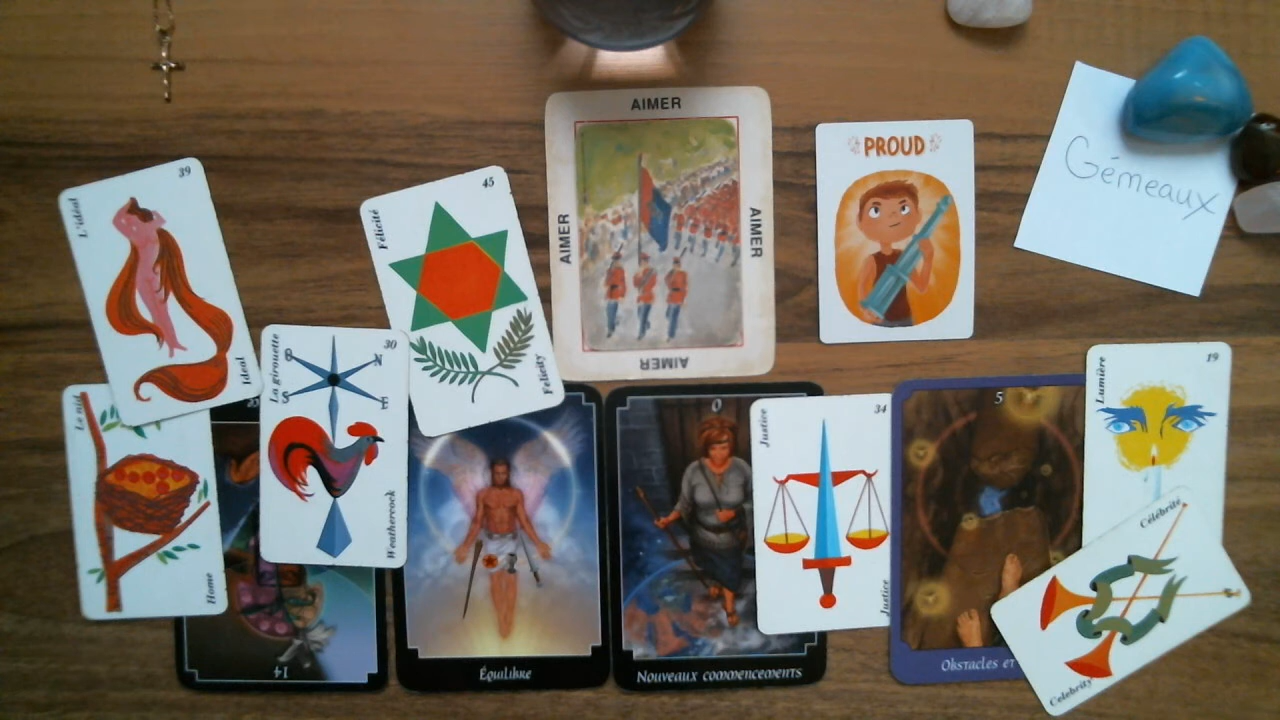 AIMER
AIMER
AIMER
AIMER
PROUD
Gémeaux
39
L'idéal
Ideal
45
Félicité
Felicity
30
La girouette
N
S
Weathercock
Le nid
Home
14
Équilibre
0
Nouveaux commencements
34
Justice
Justice
5
Obstacles et
19
Lumière
Célébrité
Celebrity